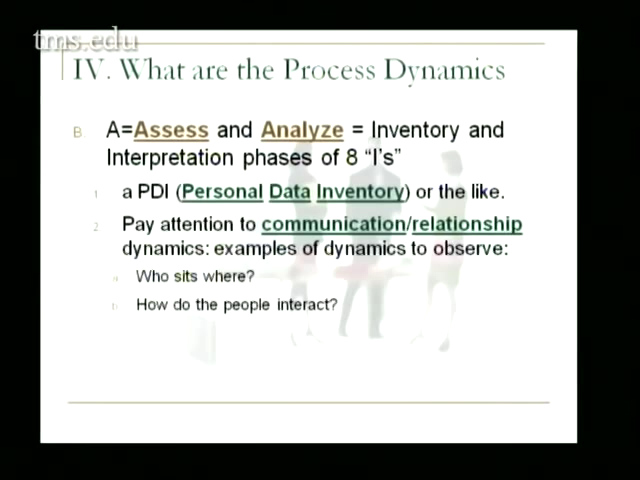 tms.edu
IV. What are the Process Dynamics
B. A=Assess and Analyze = Inventory and
Interpretation phases of 8 “I’s”
1 a PDI (Personal Data Inventory) or the like.
2 Pay attention to communication/relationship
dynamics: examples of dynamics to observe:
Who sits where?
How do the people interact?